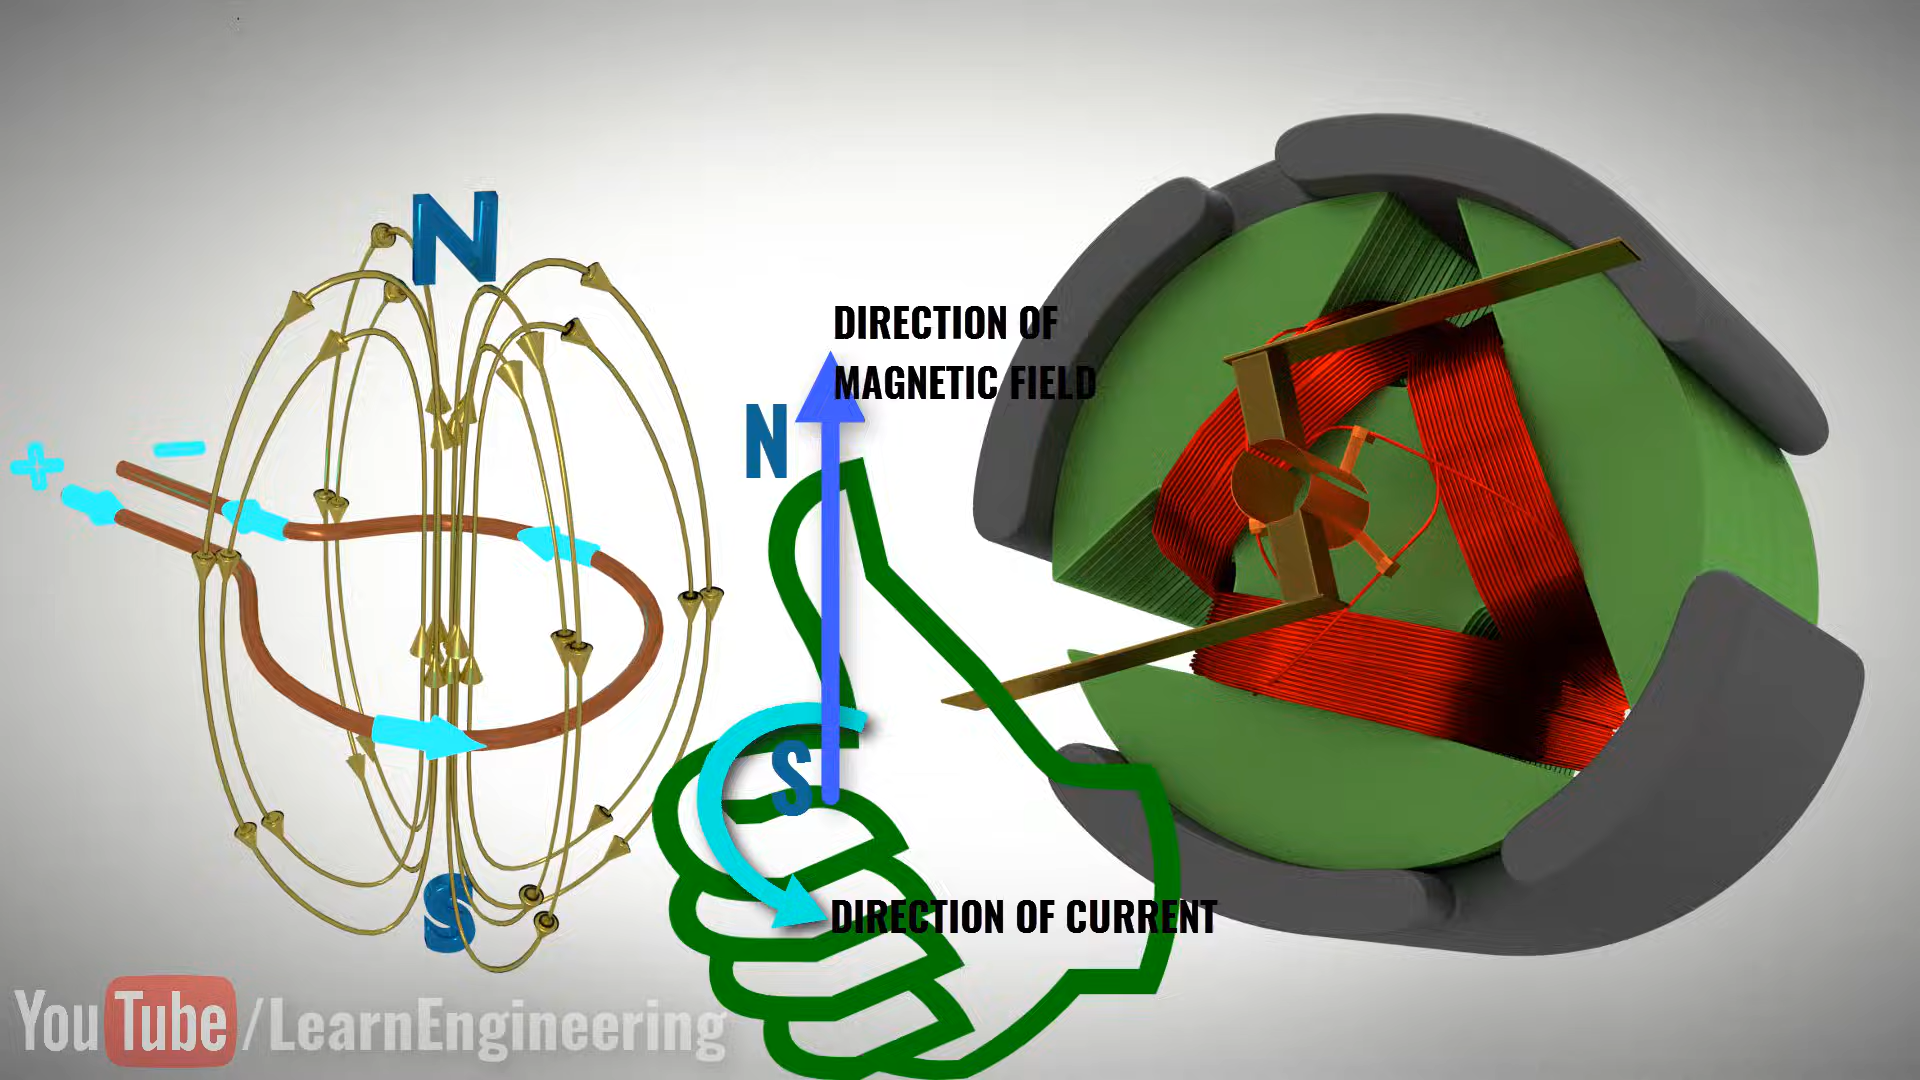 N
+ −
DIRECTION OF
MAGNETIC FIELD
N
S
DIRECTION OF CURRENT
S
YouTube/LearnEngineering